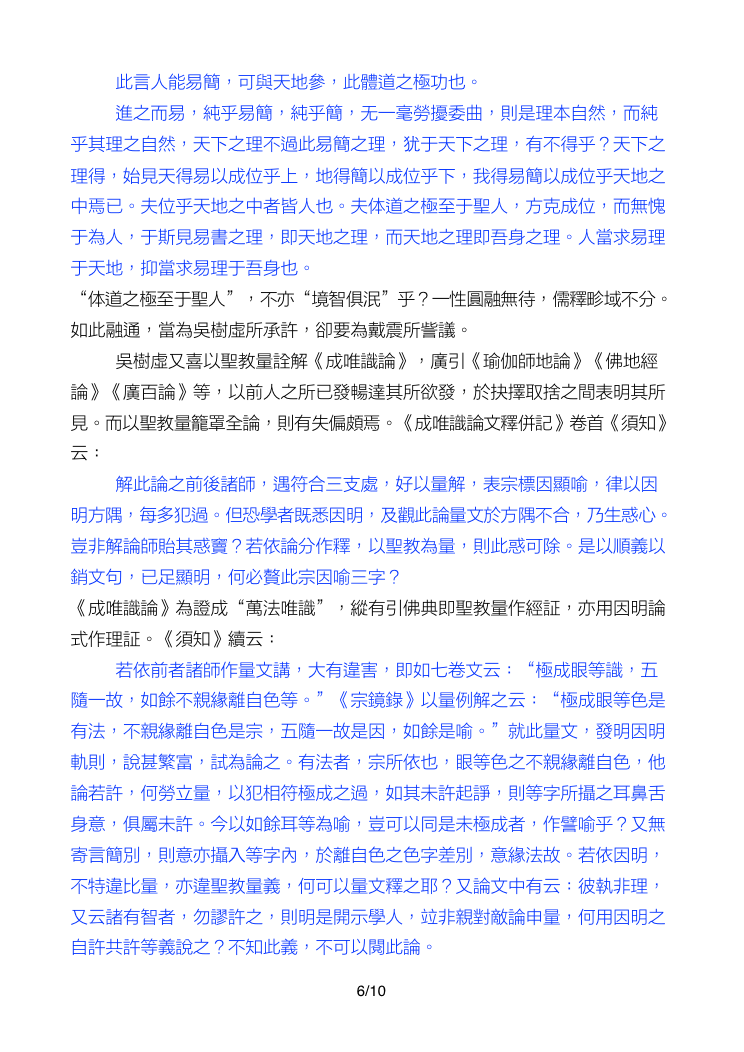 此言人能易簡，可與天地參，此體道之極功也。
進之而易，純乎易簡，純乎簡，无一毫勞擾委曲，則是理本自然，而純
乎其理之自然，天下之理不過此易簡之理，犹于天下之理，有不得乎？天下之
理得，始見天得易以成位乎上，地得簡以成位乎下，我得易簡以成位乎天地之
中焉已。夫位乎天地之中者皆人也。夫体道之極至于聖人，方克成位，而無愧
于為人，于斯見易書之理，即天地之理，而天地之理即吾身之理。人當求易理
于天地，抑當求易理于吾身也。
“体道之極至于聖人”，不亦“境智俱泯”乎？一性圓融無待，儒釋畛域不分。
如此融通，當為吳樹虛所承許，卻要為戴震所訾議。
吳樹虛又喜以聖教量詮解《成唯識論》，廣引《瑜伽師地論》《佛地經
論》《廣百論》等，以前人之所已發暢達其所欲發，於抉擇取捨之間表明其所
見。而以聖教量籠罩全論，則有失偏頗焉。《成唯識論文釋併記》卷首《須知》
云：
解此論之前後諸師，遇符合三支處，好以量解，表宗標因顯喻，律以因
明方隅，每多犯過。但恐學者既悉因明，及觀此論量文於方隅不合，乃生惑心。
豈非解論師貽其惑竇？若依論分作釋，以聖教為量，則此惑可除。是以順義以
銷文句，已足顯明，何必贅此宗因喻三字？
《成唯識論》為證成“萬法唯識”，縱有引佛典即聖教量作經証，亦用因明論
式作理証。《須知》續云：
若依前者諸師作量文講，大有違害，即如七卷文云：“極成眼等識，五
隨一故，如餘不親緣離自色等。”《宗鏡錄》以量例解之云：“極成眼等色是
有法，不親緣離自色是宗，五隨一故是因，如餘是喻。”就此量文，發明因明
軌則，說甚繁富，試為論之。有法者，宗所依也，眼等色之不親緣離自色，他
論若許，何勞立量，以犯相符極成之過，如其未許起諍，則等字所攝之耳鼻舌
身意，俱屬未許。今以如餘耳等為喻，豈可以同是未極成者，作譬喻乎？又無
寄言簡別，則意亦攝入等字內，於離自色之色字差別，意緣法故。若依因明，
不特違比量，亦違聖教量義，何可以量文釋之耶？又論文中有云：彼執非理，
又云諸有智者，勿謬許之，則明是開示學人，竝非親對敵論申量，何用因明之
自許共許等義說之？不知此義，不可以閱此論。
6/10